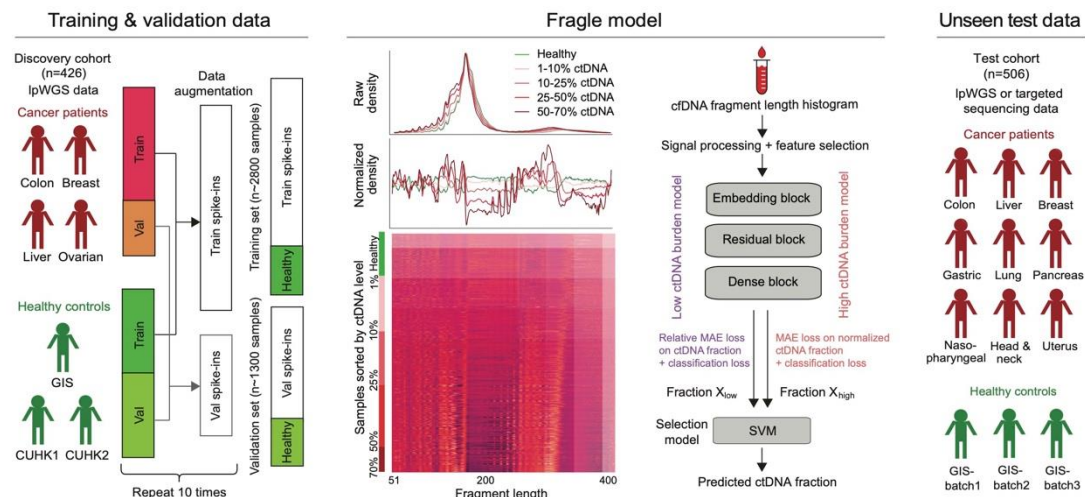 Training & validation data
Discovery cohort
(n=426)
lpWGS data
Cancer patients
Colon Breast
Liver Ovarian
Healthy controls
GIS
CUHK1 CUHK2
Train
Val
Train
Val
Data
augmentation
Train spike-ins
Val spike-ins
Repeat 10 times
Training set (n~2800 samples)
Train spike-ins
Healthy
Validation set (n~1300 samples)
Val spike-ins
Healthy
Fragle model
Raw
density
Healthy
1-10% ctDNA
10-25% ctDNA
25-50% ctDNA
50-70% ctDNA
Normalized
density
Samples sorted by ctDNA level
Healthy
1%
10%
25%
50%
70%
51 200 400
Fragment length
cfDNA fragment length histogram
Signal processing + feature selection
Low ctDNA burden model
Embedding block
Residual block
Dense block
High ctDNA burden model
Relative MAE loss
on ctDNA fraction
+ classification loss
MAE loss on normalized
ctDNA fraction
+ classification loss
Fraction Xlow
Fraction Xhigh
Selection
model
SVM
Predicted ctDNA fraction
Unseen test data
Test cohort
(n=506)
lpWGS or targeted
sequencing data
Cancer patients
Colon Liver Breast
Gastric Lung Pancreas
Naso-
pharyngeal
Head &
neck
Uterus
Healthy controls
GIS-
batch1
GIS-
batch2
GIS-
batch3